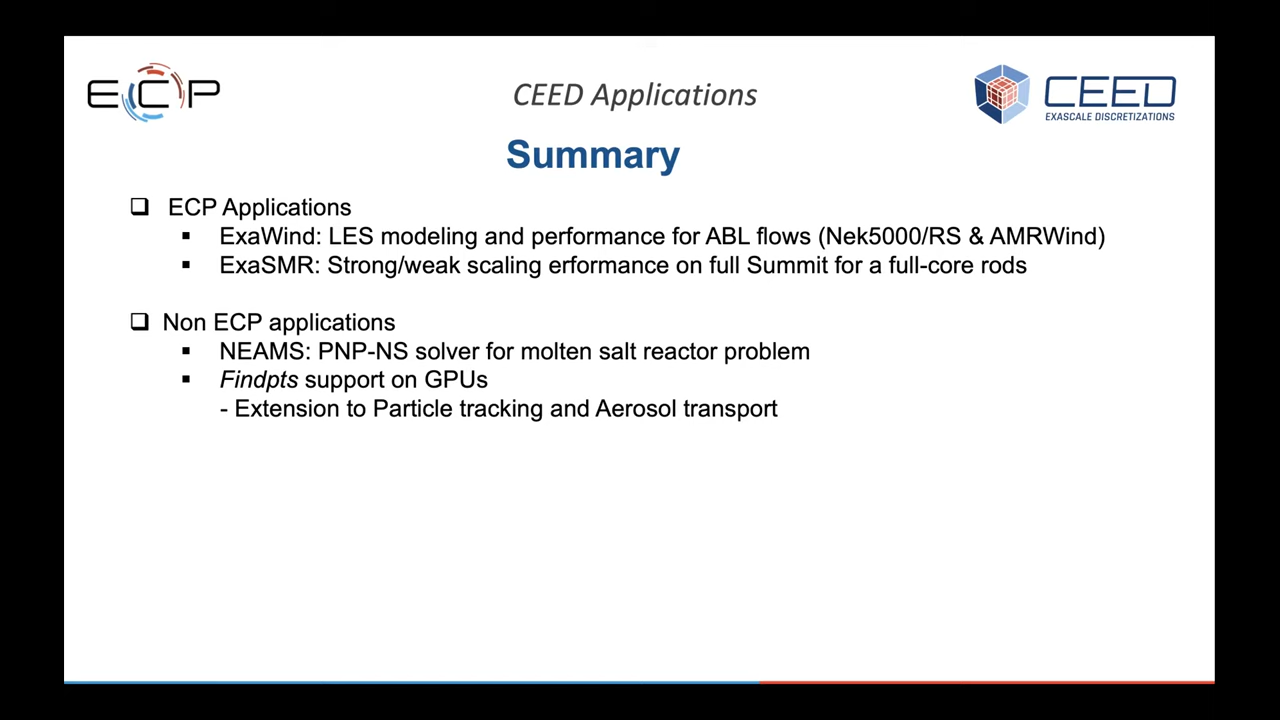 ECP
CEED Applications
CEED
EXASCALE DISCRETIZATIONS
Summary
❑ ECP Applications
▪ ExaWind: LES modeling and performance for ABL flows (Nek5000/RS & AMRWind)
▪ ExaSMR: Strong/weak scaling erformance on full Summit for a full-core rods
❑ Non ECP applications
▪ NEAMS: PNP-NS solver for molten salt reactor problem
▪ Findpts support on GPUs
- Extension to Particle tracking and Aerosol transport